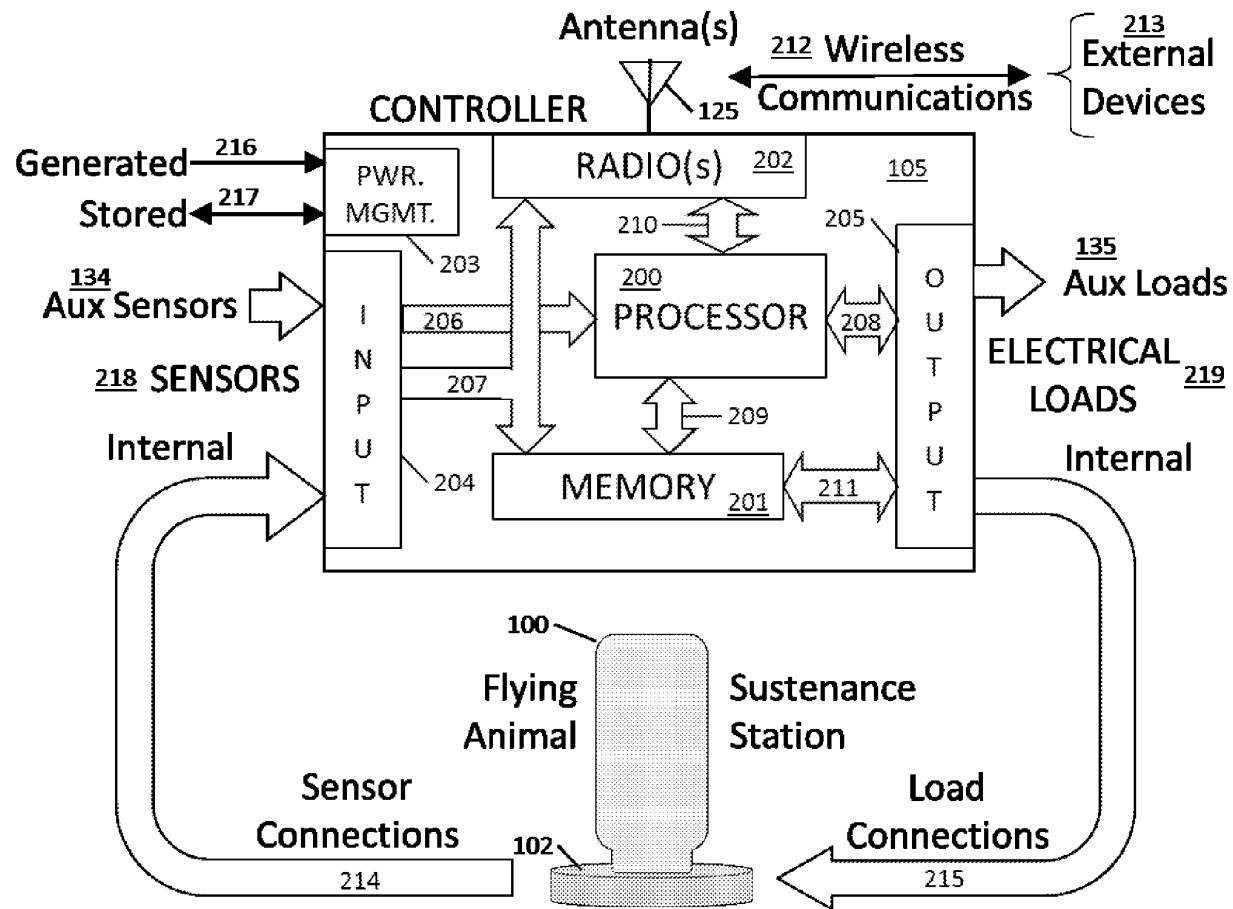 Antenna(s)
212 Wireless
Communications
213
External
Devices
125
CONTROLLER
Generated
216
Stored
217
PWR.
MGMT.
203
RADIO(s) 202
105
210
205
134
Aux Sensors
218 SENSORS
Internal
I
N
P
U
T
204
206
207
200
PROCESSOR
208
209
MEMORY 201
211
O
U
T
P
U
T
135
Aux Loads
ELECTRICAL
LOADS
219
Internal
100
Flying
Animal
Sustenance
Station
Sensor
Connections
214
102
Load
Connections
215